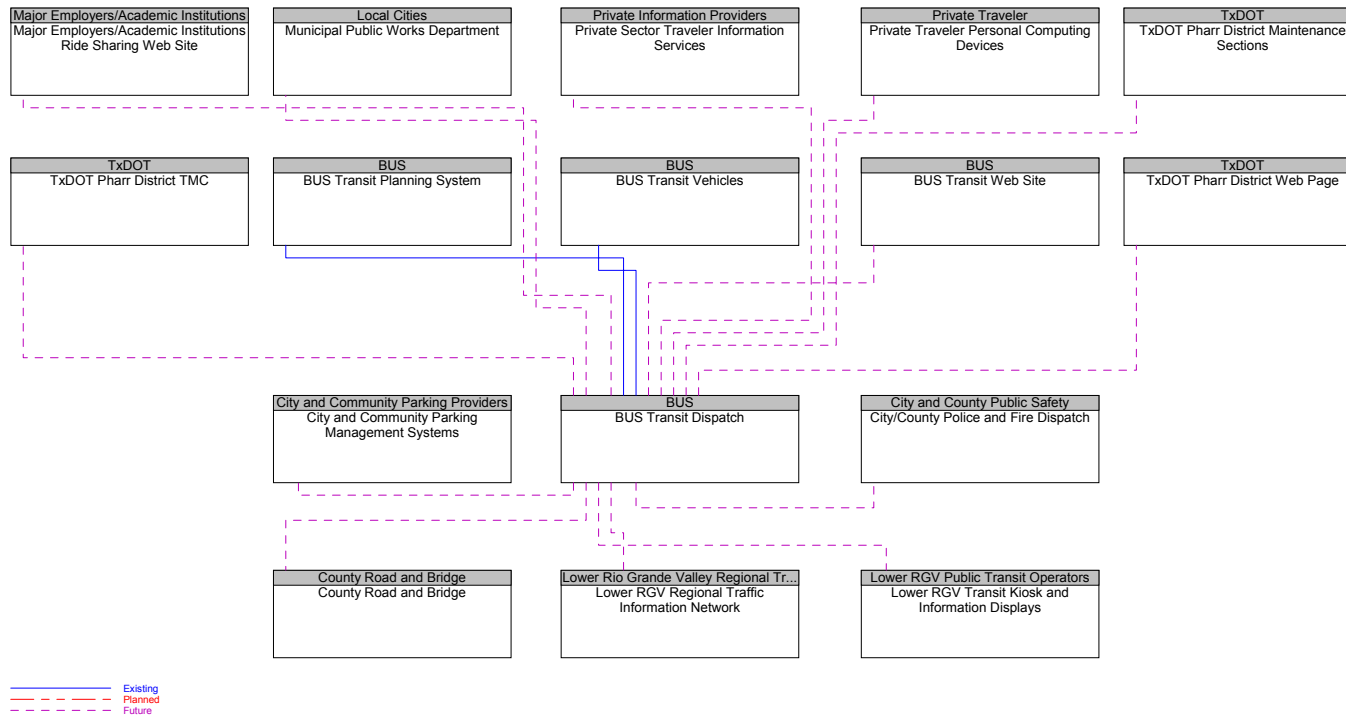 Major Employers/Academic Institutions
Major Employers/Academic Institutions
Ride Sharing Web Site
Local Cities
Municipal Public Works Department
Private Information Providers
Private Sector Traveler Information
Services
Private Traveler
Private Traveler Personal Computing
Devices
TxDOT
TxDOT Pharr District Maintenance
Sections
TxDOT
TxDOT Pharr District TMC
BUS
BUS Transit Planning System
BUS
BUS Transit Vehicles
BUS
BUS Transit Web Site
TxDOT
TxDOT Pharr District Web Page
City and Community Parking Providers
City and Community Parking
Management Systems
BUS
BUS Transit Dispatch
City and County Public Safety
City/County Police and Fire Dispatch
County Road and Bridge
County Road and Bridge
Lower Rio Grande Valley Regional Tr...
Lower RGV Regional Traffic
Information Network
Lower RGV Public Transit Operators
Lower RGV Transit Kiosk and
Information Displays
Existing
Planned
Future